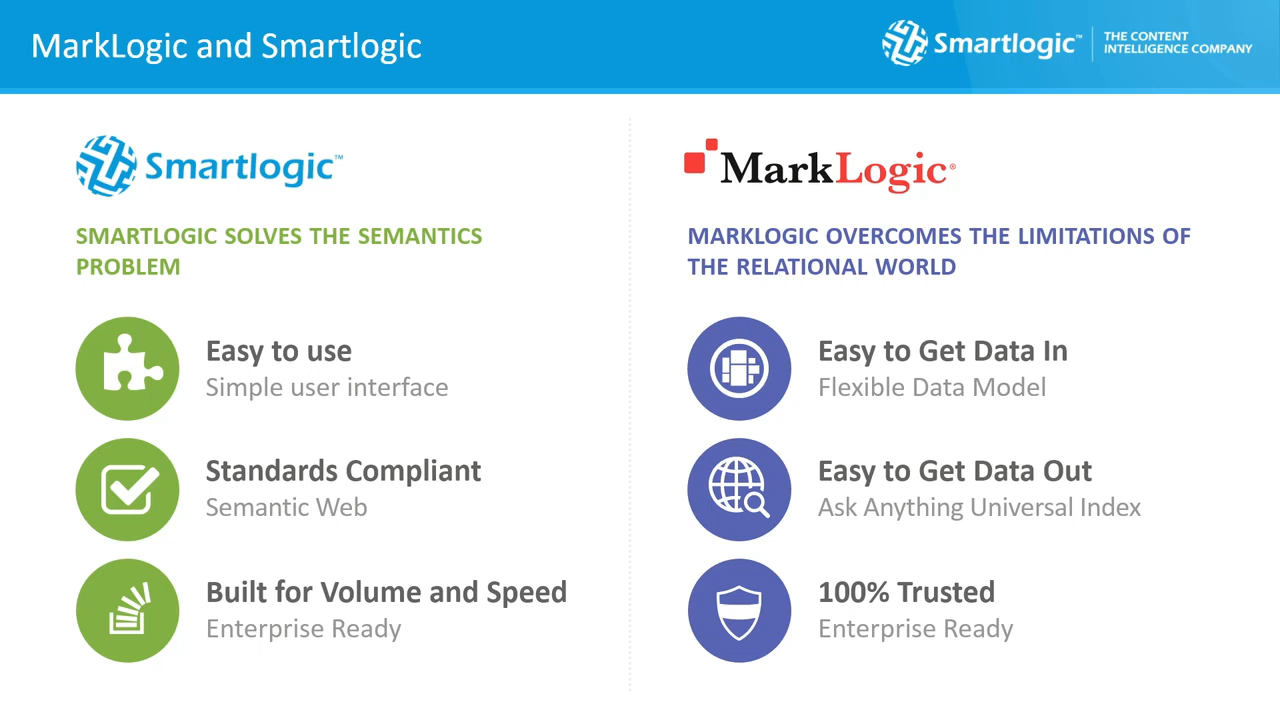 MarkLogic and Smartlogic
Smartlogic™
THE CONTENT
INTELLIGENCE COMPANY
Smartlogic™
SMARTLOGIC SOLVES THE SEMANTICS
PROBLEM
Easy to use
Simple user interface
Standards Compliant
Semantic Web
Built for Volume and Speed
Enterprise Ready
MarkLogic®
MARKLOGIC OVERCOMES THE LIMITATIONS OF
THE RELATIONAL WORLD
Easy to Get Data In
Flexible Data Model
Easy to Get Data Out
Ask Anything Universal Index
100% Trusted
Enterprise Ready